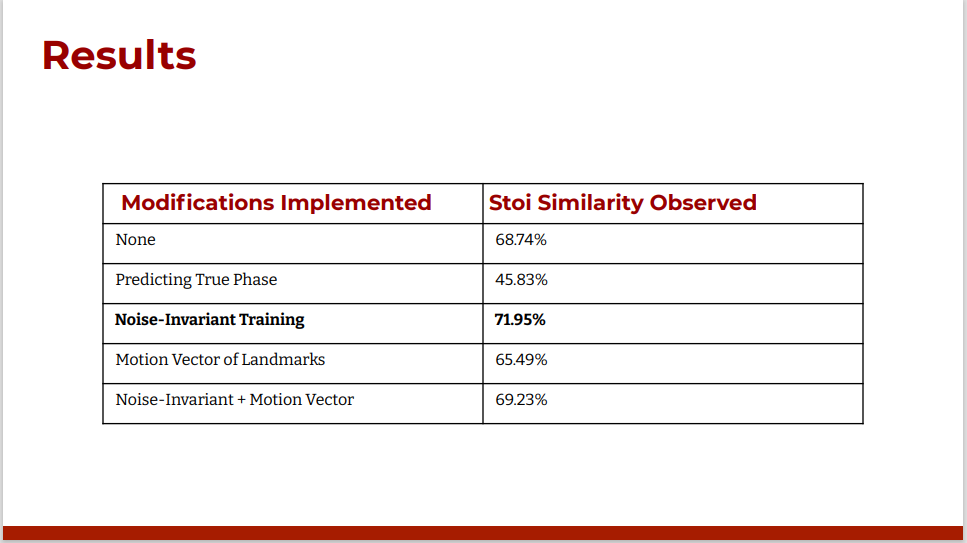 Results
Modifications Implemented Stoi Similarity Observed
None 68.74%
Predicting True Phase 45.83%
Noise-Invariant Training 71.95%
Motion Vector of Landmarks 65.49%
Noise-Invariant + Motion Vector 69.23%